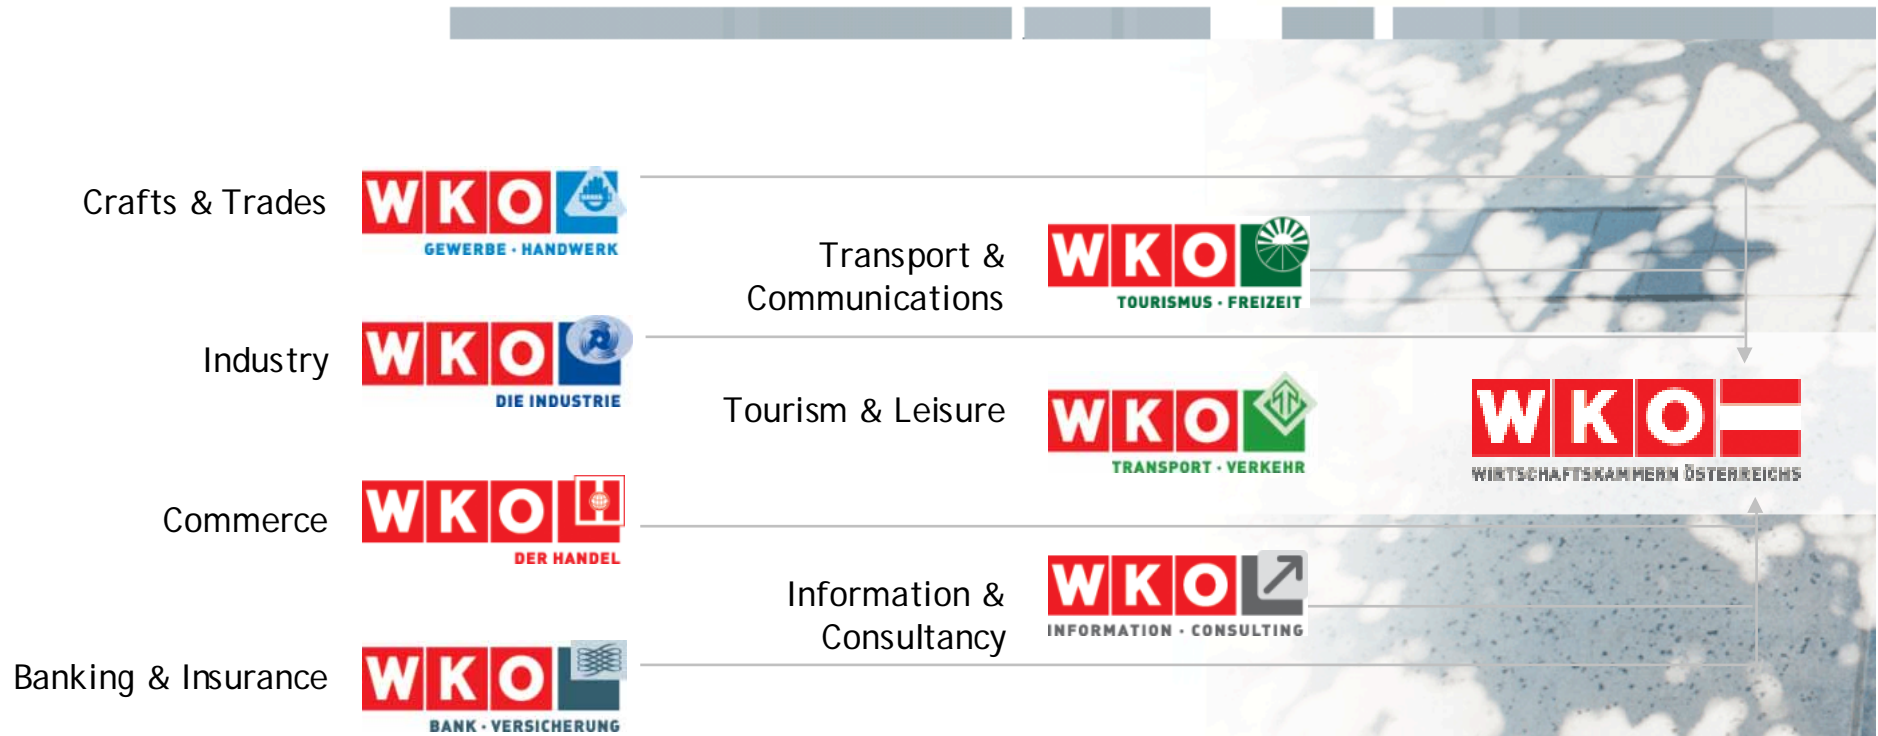 Crafts & Trades
WKO
GEWERBE · HANDWERK
Transport &
Communications
WKO
TOURISMUS · FREIZEIT
Industry
WKO
DIE INDUSTRIE
Tourism & Leisure
WKO
TRANSPORT · VERKEHR
WKO
WIRTSCHAFTSKAMMERN ÖSTERREICHS
Commerce
WKO
DER HANDEL
Information &
Consultancy
WKO
INFORMATION · CONSULTING
Banking & Insurance
WKO
BANK · VERSICHERUNG